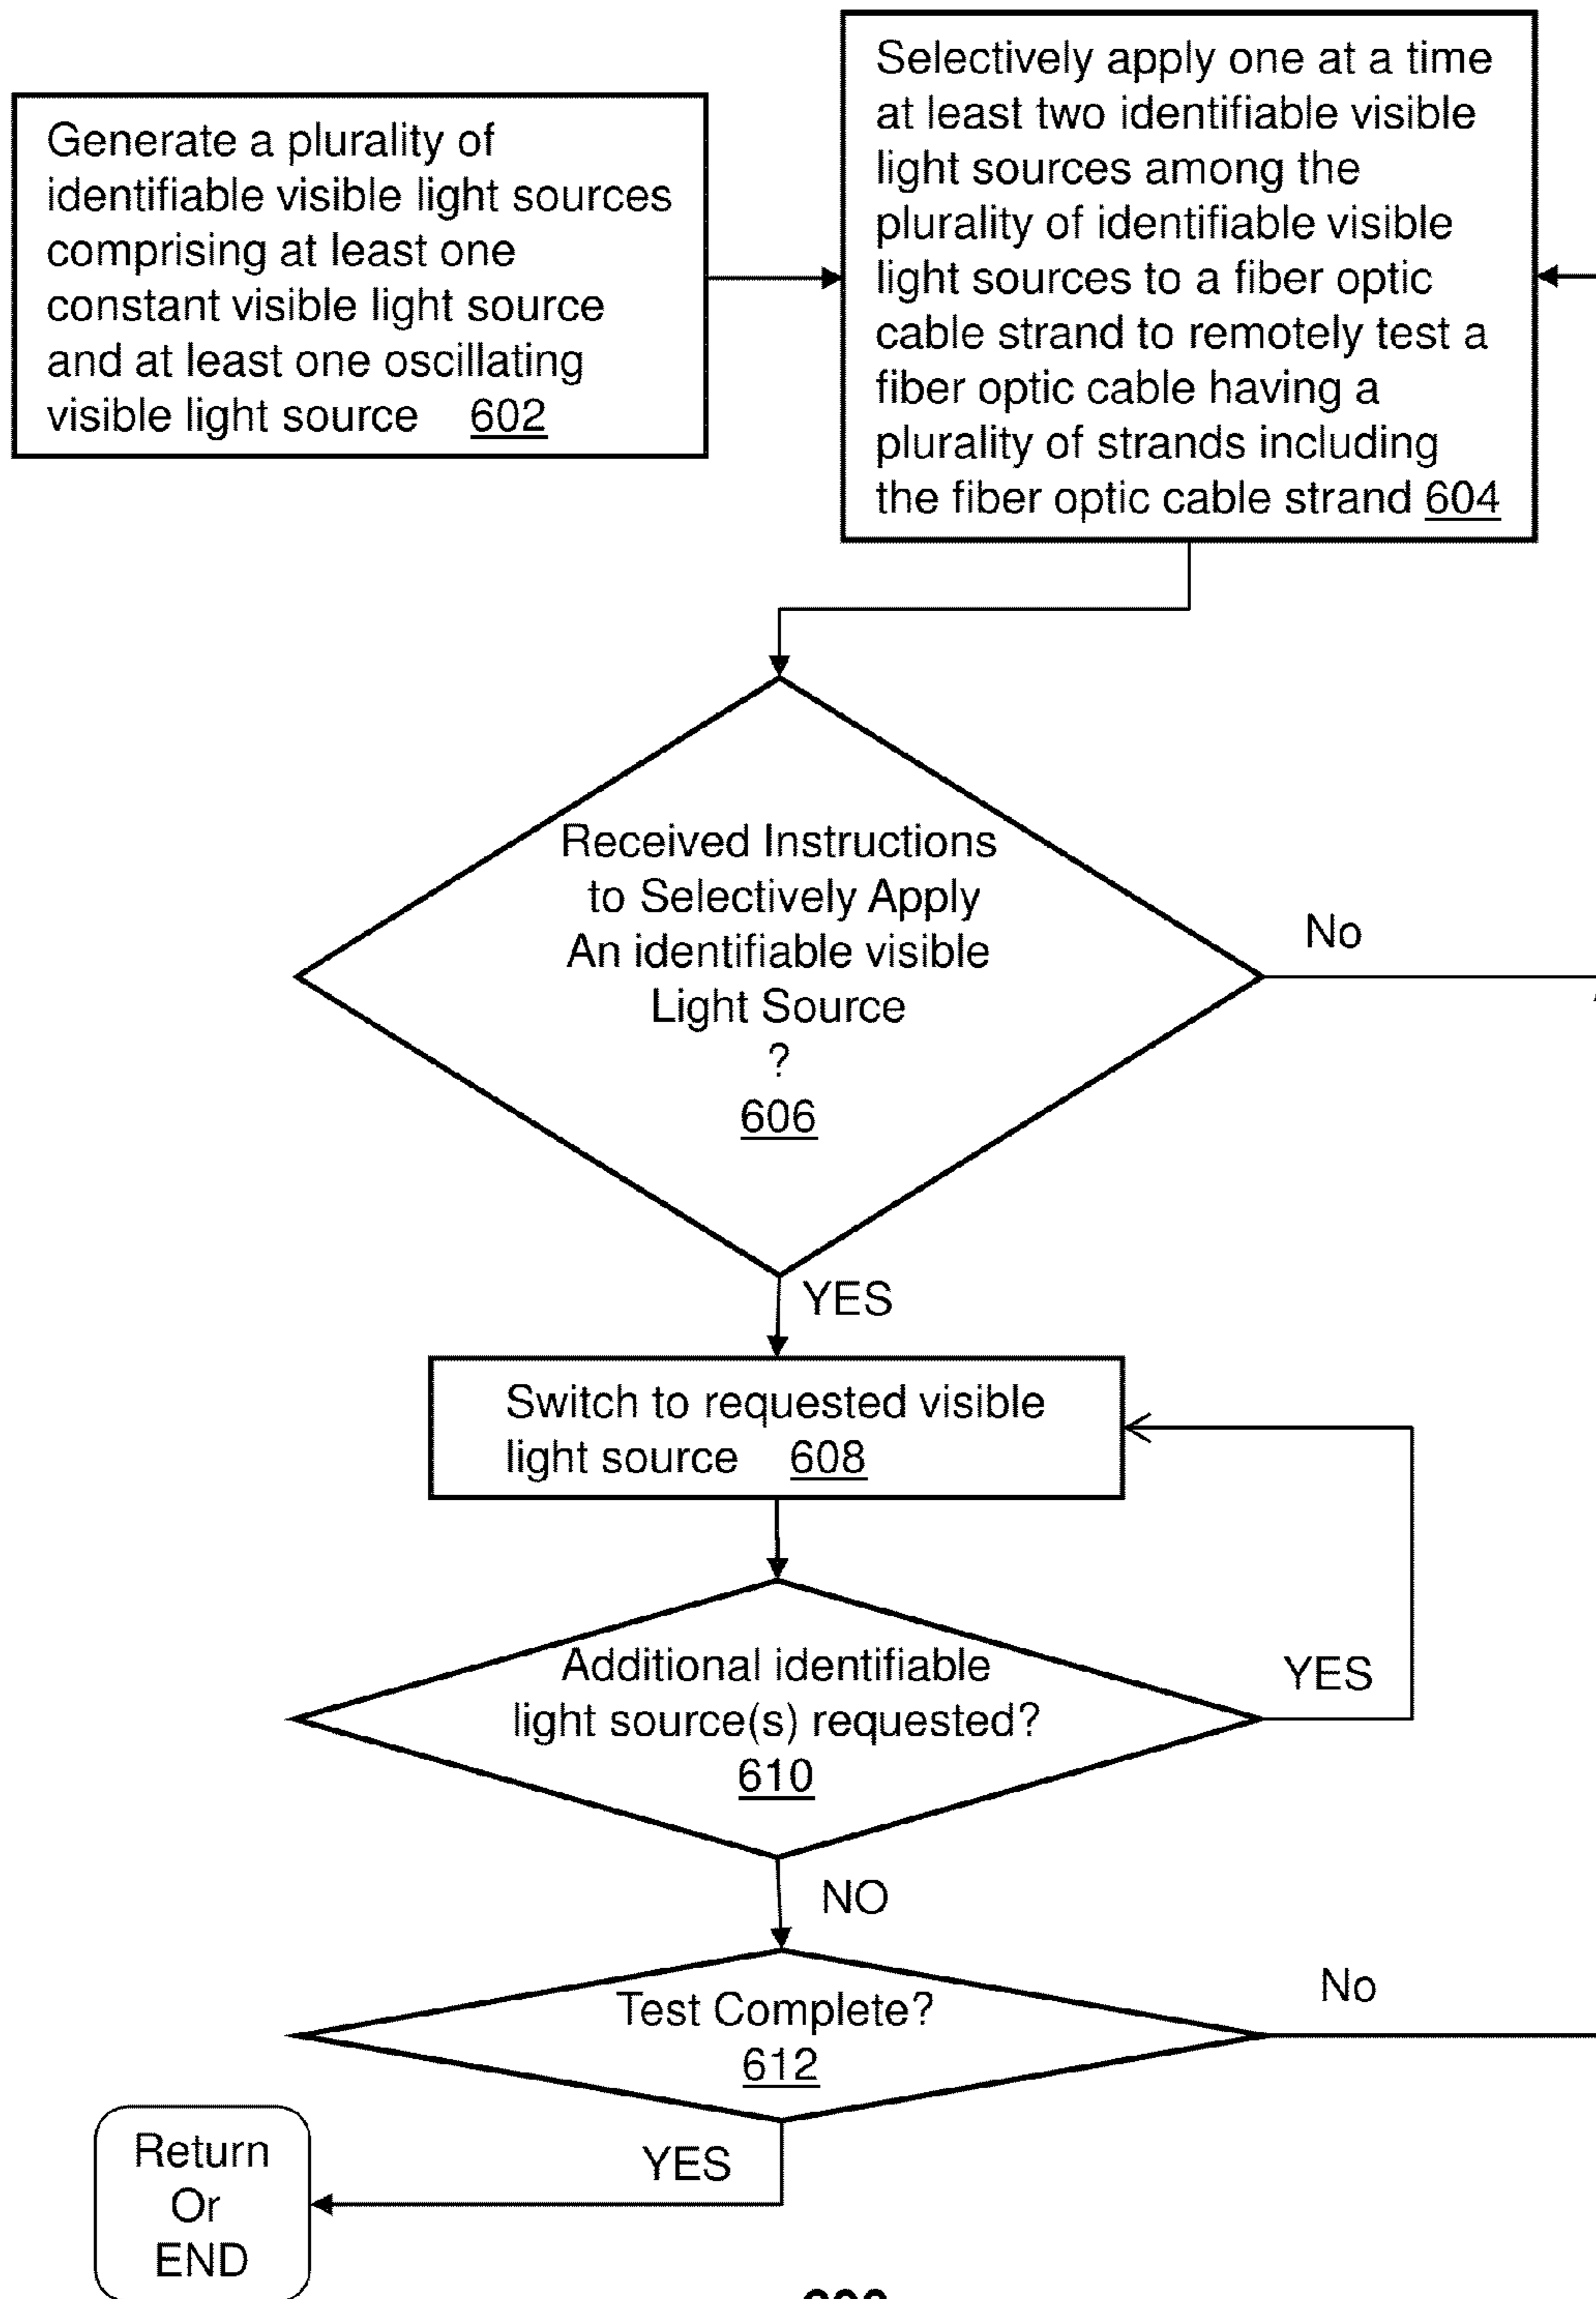 Generate a plurality of
identifiable visible light sources
comprising at least one
constant visible light source
and at least one oscillating
visible light source 602
Selectively apply one at a time
at least two identifiable visible
light sources among the
plurality of identifiable visible
light sources to a fiber optic
cable strand to remotely test a
fiber optic cable having a
plurality of strands including
the fiber optic cable strand 604
Received Instructions
to Selectively Apply
An identifiable visible
Light Source
?
606
No
YES
Switch to requested visible
light source 608
Additional identifiable
light source(s) requested?
610
YES
NO
Test Complete?
612
No
YES
Return
Or
END